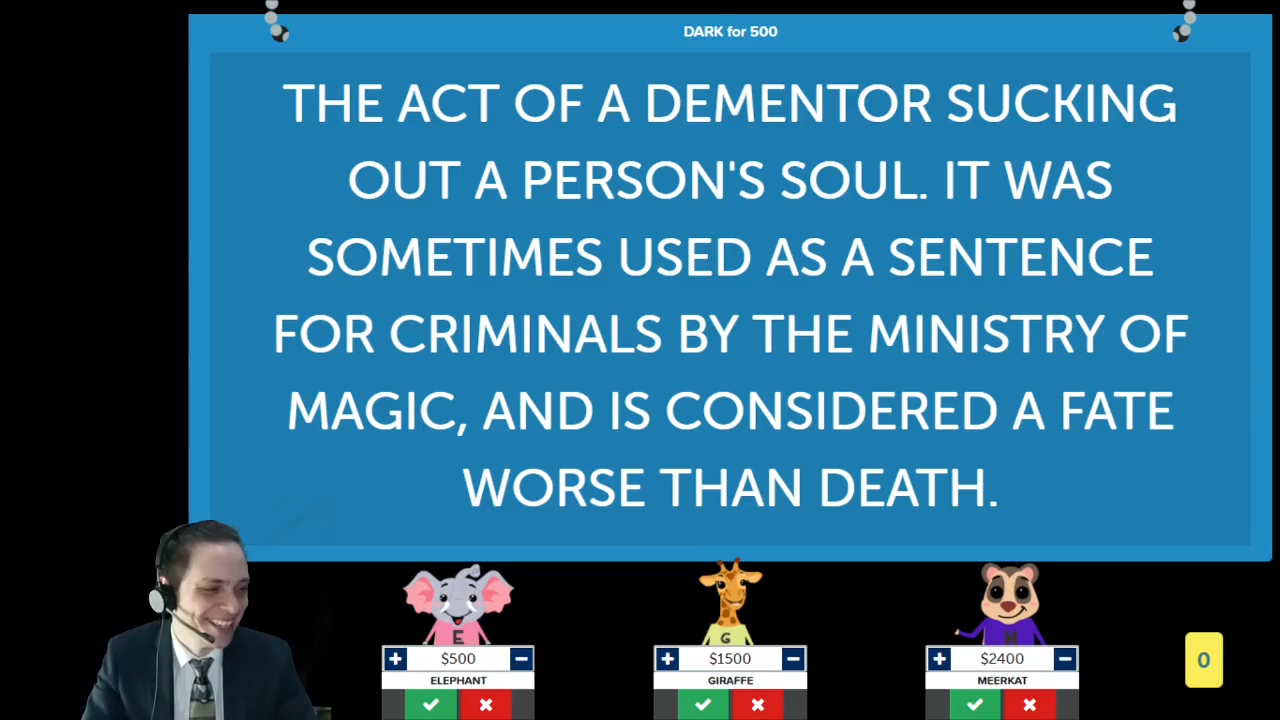 DARK for 500
THE ACT OF A DEMENTOR SUCKING
OUT A PERSON'S SOUL. IT WAS
SOMETIMES USED AS A SENTENCE
FOR CRIMINALS BY THE MINISTRY OF
MAGIC, AND IS CONSIDERED A FATE
WORSE THAN DEATH.
E G M
+ $500 − + $1500 − + $2400 −
ELEPHANT GIRAFFE MEERKAT
0